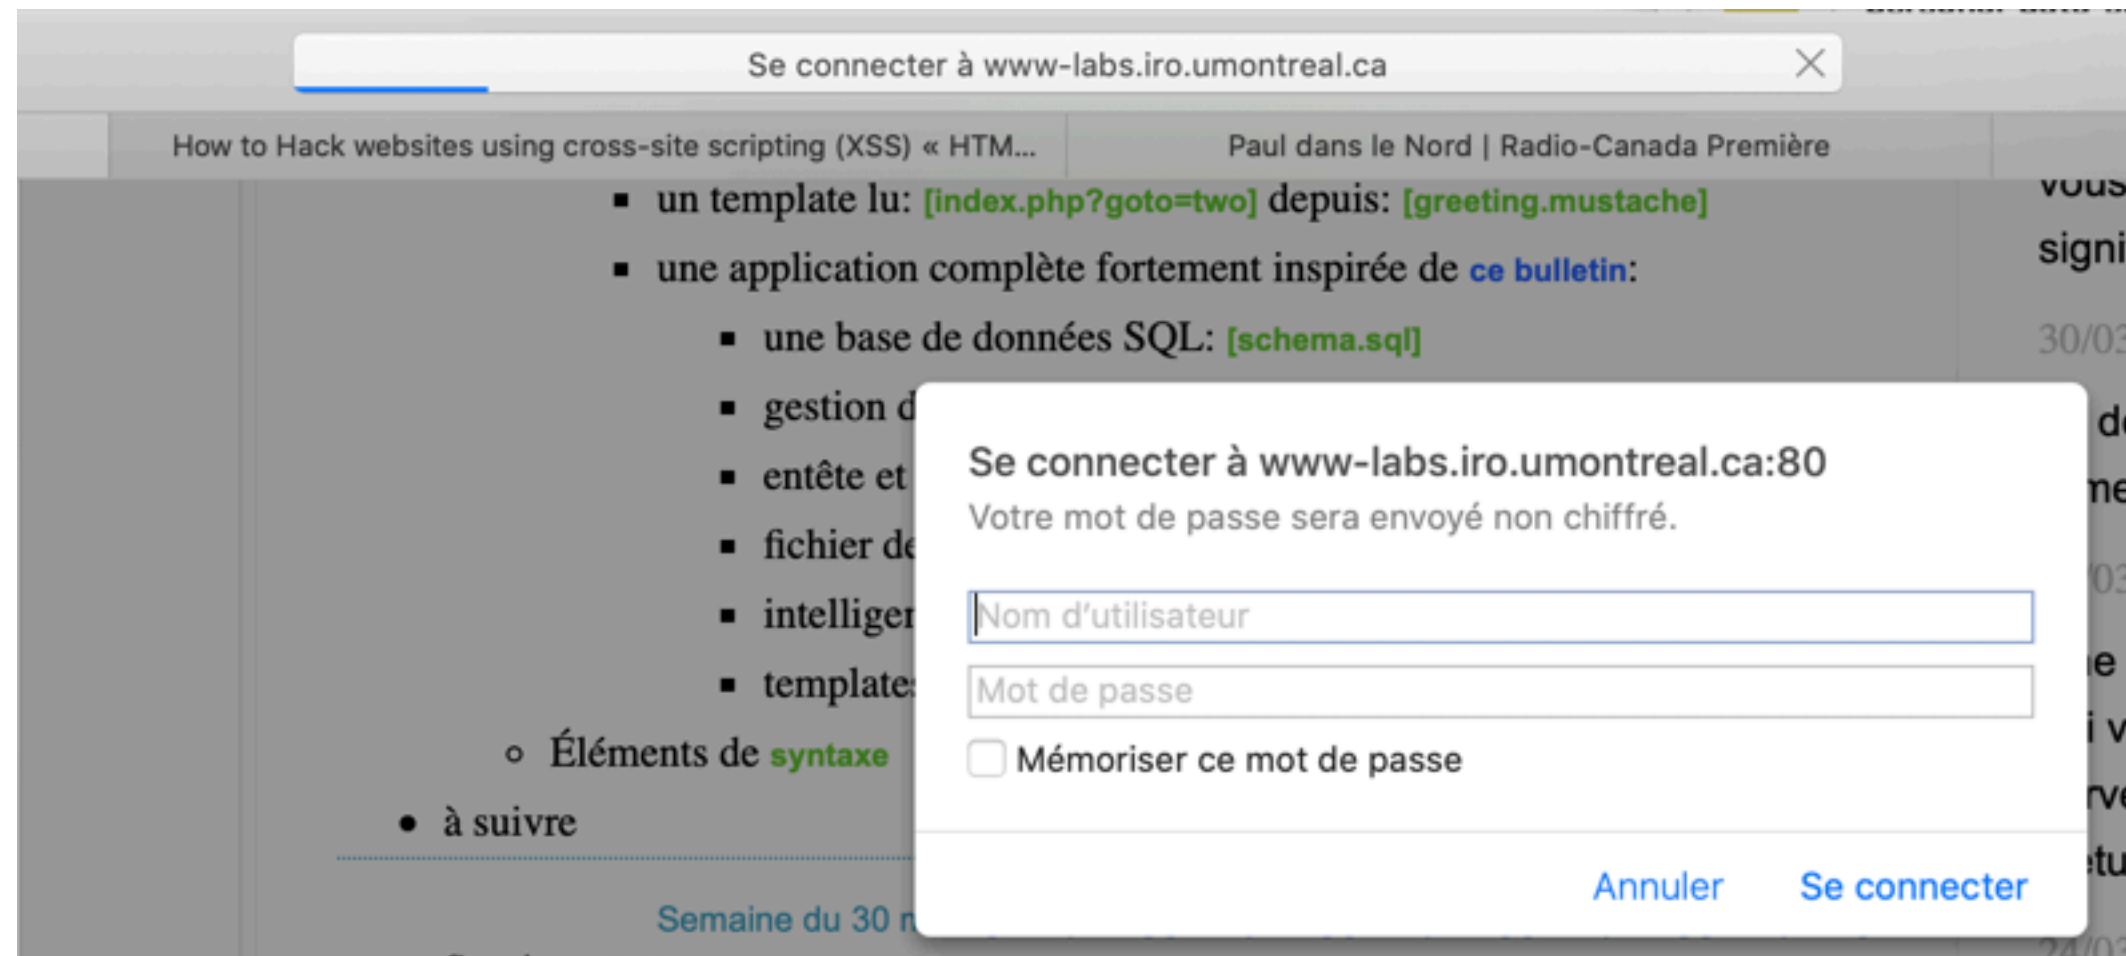 Se connecter à www-labs.iro.umontreal.ca
How to Hack websites using cross-site scripting (XSS) « HTM...
Paul dans le Nord | Radio-Canada Première
un template lu: [index.php?goto=two] depuis: [greeting.mustache]
une application complète fortement inspirée de ce bulletin:
une base de données SQL: [schema.sql]
gestion d
entête et
fichier de
intelliger
templates
Éléments de syntaxe
à suivre
Semaine du 30
vous
signi
30/03
Se connecter à www-labs.iro.umontreal.ca:80
Votre mot de passe sera envoyé non chiffré.
Nom d'utilisateur
Mot de passe
Mémoriser ce mot de passe
Annuler
Se connecter
24/03